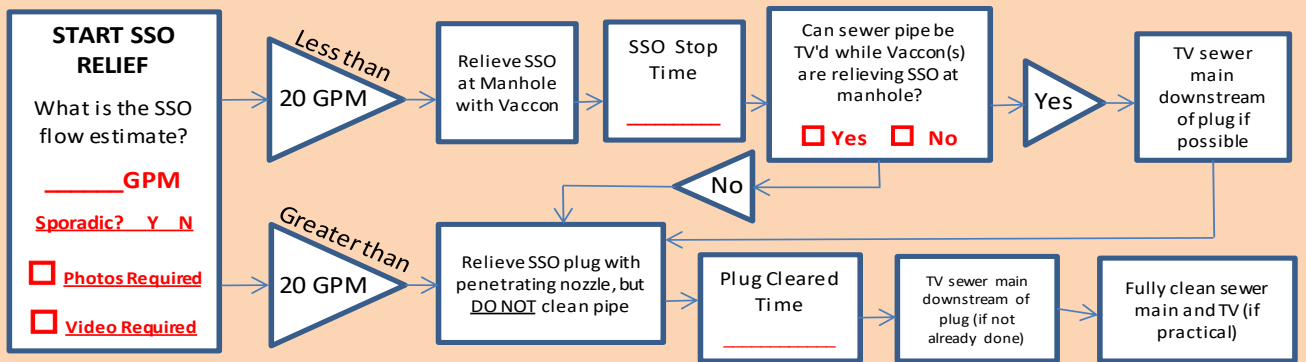 START SSO
RELIEF
What is the SSO
flow estimate?
______GPM
Sporadic? Y N
Photos Required
Video Required
Less than
20 GPM
Relieve SSO
at Manhole
with Vaccon
SSO Stop
Time
__________
Can sewer pipe be
TV'd while Vaccon(s)
are relieving SSO at
manhole?
Yes No
Yes
TV sewer
main
downstream
of plug if
possible
No
Greater than
20 GPM
Relieve SSO plug with
penetrating nozzle, but
DO NOT clean pipe
Plug Cleared
Time
____________
TV sewer main
downstream of
plug (if not
already done)
Fully clean sewer
main and TV (if
practical)